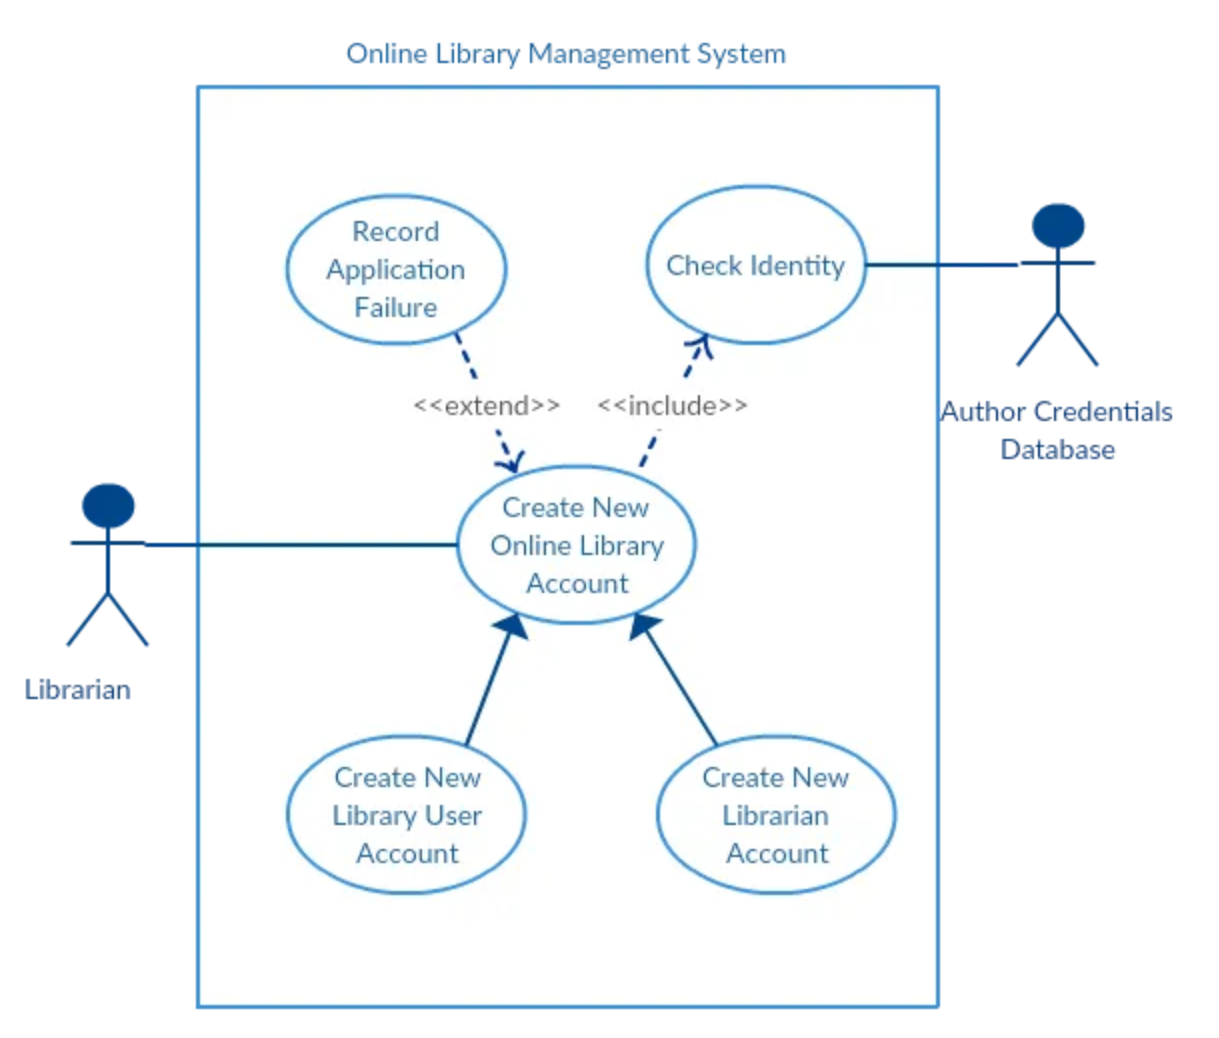 Online Library Management System
Record
Application
Failure
Check Identity
<<extend>>
<<include>>
Author Credentials
Database
Create New
Online Library
Account
Librarian
Create New
Library User
Account
Create New
Librarian
Account